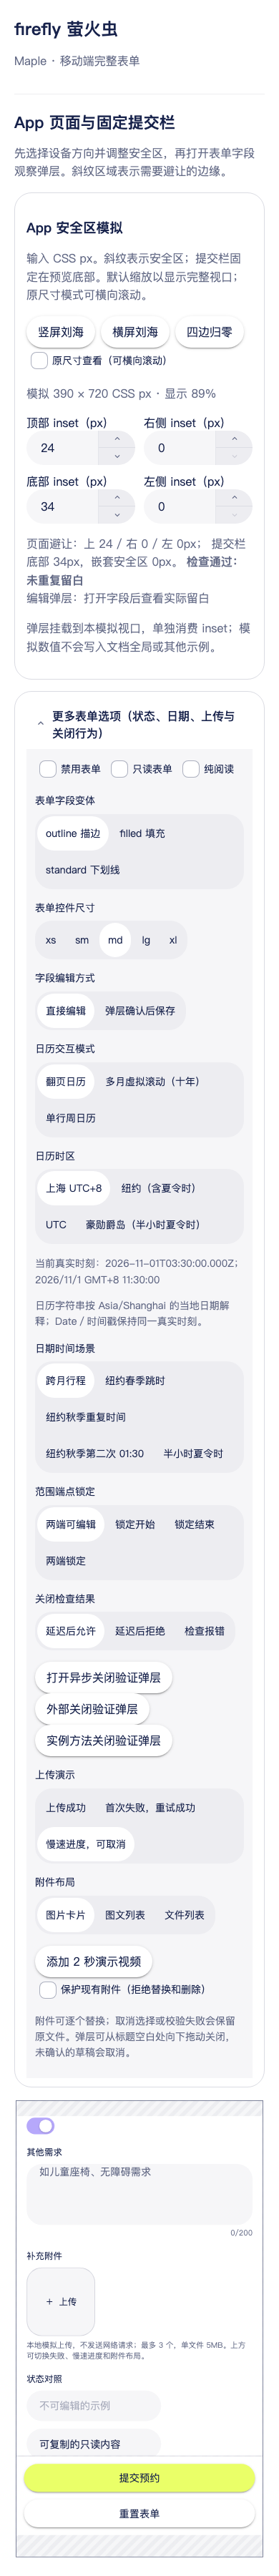 firefly 萤火虫
Maple · 移动端完整表单
App 页面与固定提交栏
先选择设备方向并调整安全区，再打开表单字段
观察弹层。斜纹区域表示需要避让的边缘。
App 安全区模拟
输入 CSS px。斜纹表示安全区；提交栏固
定在预览底部。默认缩放以显示完整视口；
原尺寸模式可横向滚动。
竖屏刘海 横屏刘海 四边归零
原尺寸查看（可横向滚动）
模拟 390 × 720 CSS px · 显示 89%
顶部 inset（px） 右侧 inset（px）
24 0
底部 inset（px） 左侧 inset（px）
34 0
页面避让：上 24 / 右 0 / 左 0px； 提交栏
底部 34px，嵌套安全区 0px。 检查通过：
未重复留白
编辑弹层：打开字段后查看实际留白
弹层挂载到本模拟视口，单独消费 inset；模
拟数值不会写入文档全局或其他示例。
更多表单选项（状态、日期、上传与
关闭行为）
禁用表单 只读表单 纯阅读
表单字段变体
outline 描边 filled 填充
standard 下划线
表单控件尺寸
xs sm md lg xl
字段编辑方式
直接编辑 弹层确认后保存
日历交互模式
翻页日历 多月虚拟滚动（十年）
单行周日历
日历时区
上海 UTC+8 纽约（含夏令时）
UTC 豪勋爵岛（半小时夏令时）
当前真实时刻：2026-11-01T03:30:00.000Z；
2026/11/1 GMT+8 11:30:00
日历字符串按 Asia/Shanghai 的当地日期解
释；Date / 时间戳保持同一真实时刻。
日期时间场景
跨月行程 纽约春季跳时
纽约秋季重复时间
纽约秋季第二次 01:30 半小时夏令时
范围端点锁定
两端可编辑 锁定开始 锁定结束
两端锁定
关闭检查结果
延迟后允许 延迟后拒绝 检查报错
打开异步关闭验证弹层
外部关闭验证弹层
实例方法关闭验证弹层
上传演示
上传成功 首次失败，重试成功
慢速进度，可取消
附件布局
图片卡片 图文列表 文件列表
添加 2 秒演示视频
保护现有附件（拒绝替换和删除）
附件可逐个替换；取消选择或校验失败会保留
原文件。弹层可从标题空白处向下拖动关闭，
未确认的草稿会取消。
其他需求
如儿童座椅、无障碍需求
0/200
补充附件
＋ 上传
本地模拟上传，不发送网络请求；最多 3 个，单文件 5MB。上方
可切换失败、慢速进度和附件布局。
状态对照
不可编辑的示例
可复制的只读内容
提交预约
重置表单